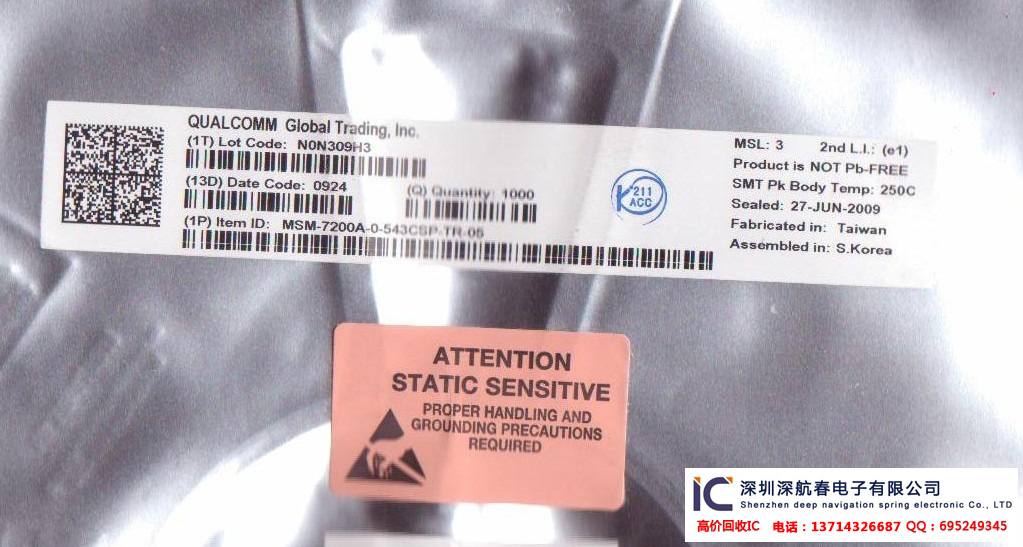 QUALCOMM Global Trading, Inc.
(1T) Lot Code: N0N309H3
(13D) Date Code: 0924
(Q) Quantity: 1000
(1P) Item ID: MSM-7200A-0-543CSP-TR-05
K 211
ACC
MSL: 3 2nd L.I.: (e1)
Product is NOT Pb-FREE
SMT Pk Body Temp: 250C
Sealed: 27-JUN-2009
Fabricated in: Taiwan
Assembled in: S.Korea
ATTENTION
STATIC SENSITIVE
PROPER HANDLING AND
GROUNDING PRECAUTIONS
REQUIRED
IC 深圳深航春电子有限公司
Shenzhen deep navigation spring electronic Co., LTD
高价回收IC 电话:13714326687 QQ:695249345